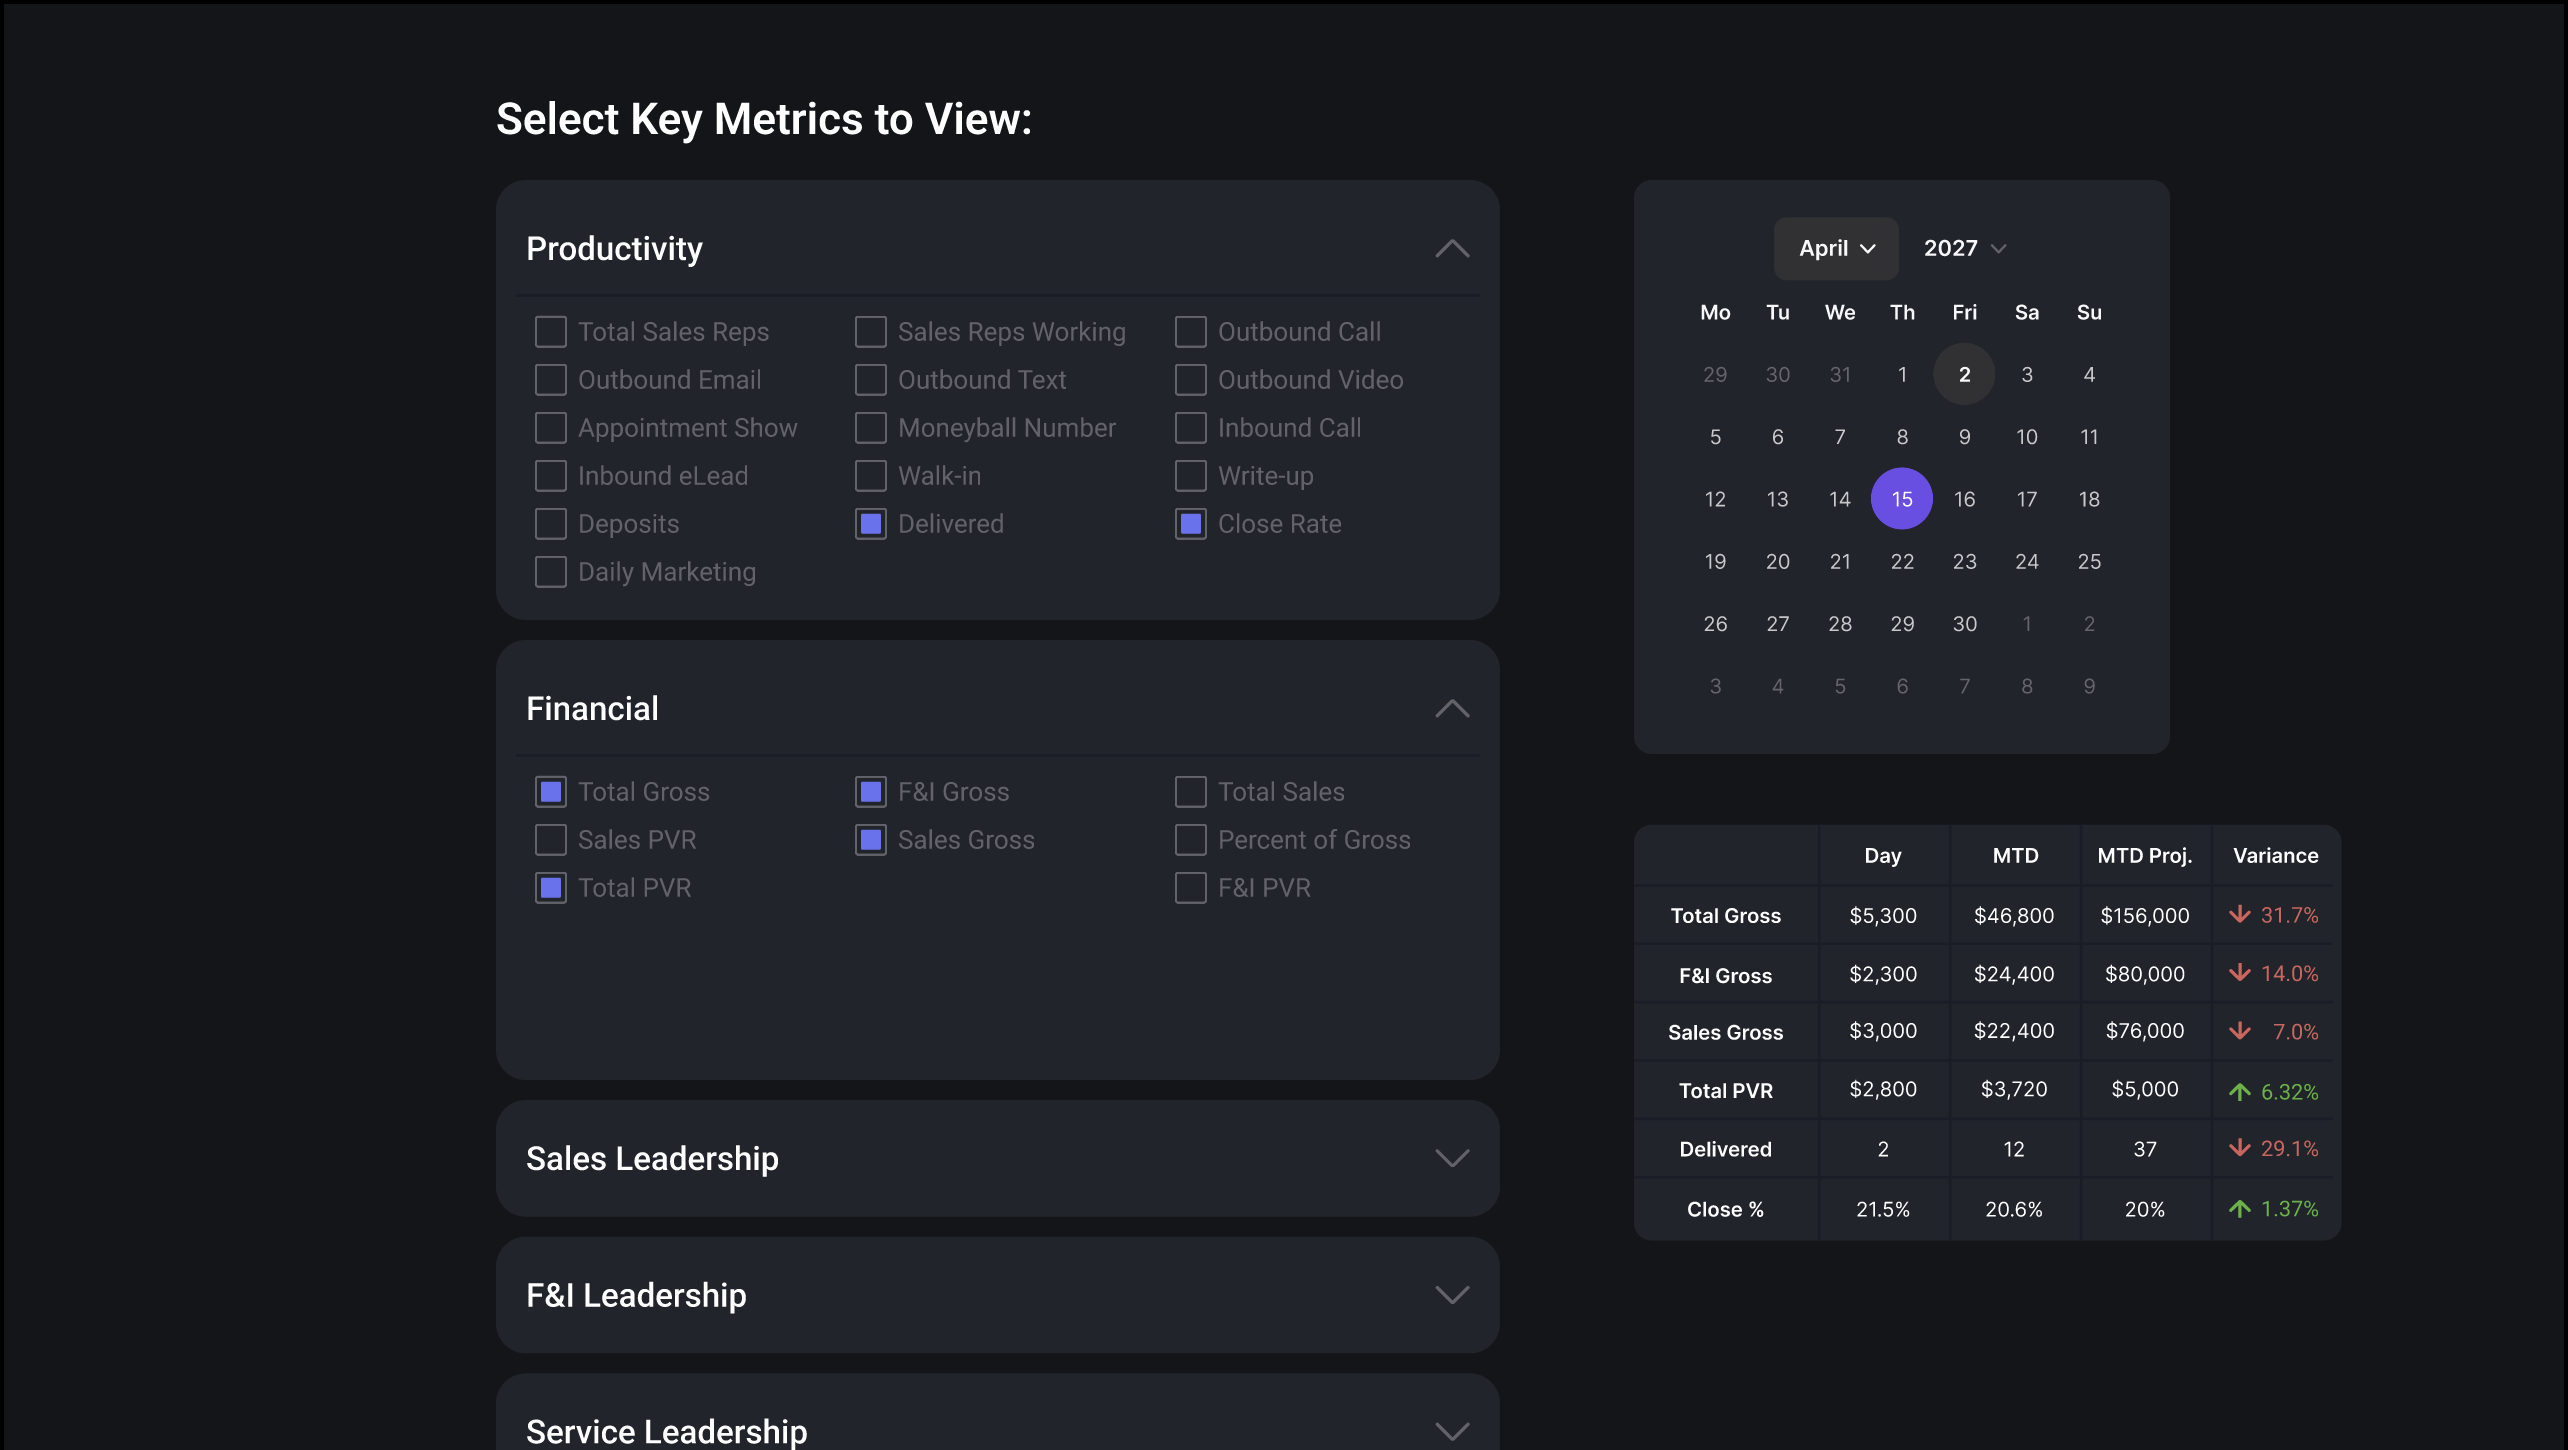 Select Key Metrics to View:
Productivity
Total Sales Reps Sales Reps Working Outbound Call
Outbound Email Outbound Text Outbound Video
Appointment Show Moneyball Number Inbound Call
Inbound eLead Walk-in Write-up
Deposits Delivered Close Rate
Daily Marketing
Financial
Total Gross F&I Gross Total Sales
Sales PVR Sales Gross Percent of Gross
Total PVR F&I PVR
Sales Leadership
F&I Leadership
Service Leadership
April 2027
Mo Tu We Th Fri Sa Su
29 30 31 1 2 3 4
5 6 7 8 9 10 11
12 13 14 15 16 17 18
19 20 21 22 23 24 25
26 27 28 29 30 1 2
3 4 5 6 7 8 9
Day MTD MTD Proj. Variance
Total Gross $5,300 $46,800 $156,000 31.7%
F&I Gross $2,300 $24,400 $80,000 14.0%
Sales Gross $3,000 $22,400 $76,000 7.0%
Total PVR $2,800 $3,720 $5,000 6.32%
Delivered 2 12 37 29.1%
Close % 21.5% 20.6% 20% 1.37%